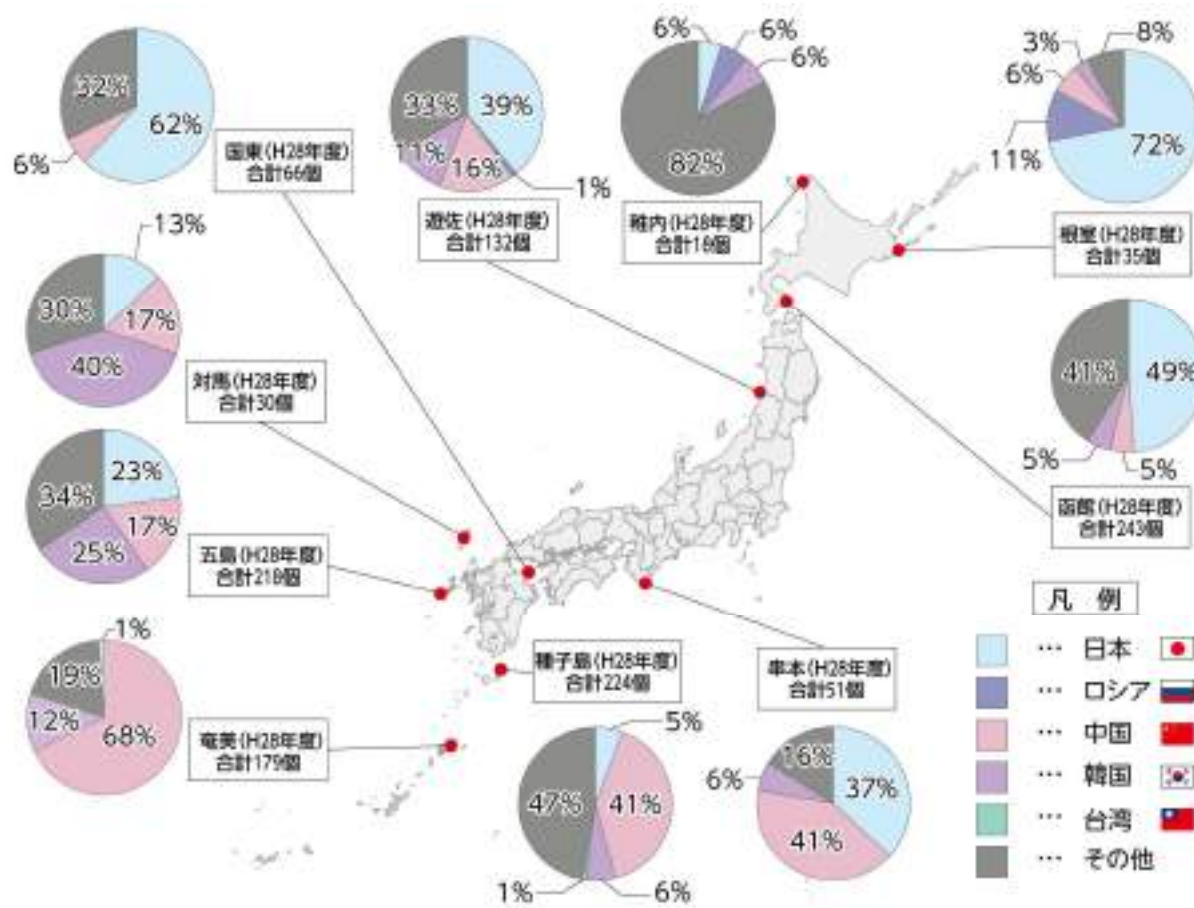 32%
62%
6%
国東(H28年度)
合計66個
33%
39%
11%
16%
1%
遊佐(H28年度)
合計132個
6%
6%
6%
82%
稚内(H28年度)
合計18個
3%
8%
6%
11%
72%
根室(H28年度)
合計35個
13%
30%
17%
40%
対馬(H28年度)
合計30個
41%
49%
5%
5%
函館(H28年度)
合計243個
23%
34%
17%
25%
五島(H28年度)
合計218個
1%
19%
12%
68%
奄美(H28年度)
合計179個
種子島(H28年度)
合計224個
5%
47%
41%
1%
6%
串本(H28年度)
合計51個
16%
6%
37%
41%
凡 例
… 日本
… ロシア
… 中国
… 韓国
… 台湾
… その他